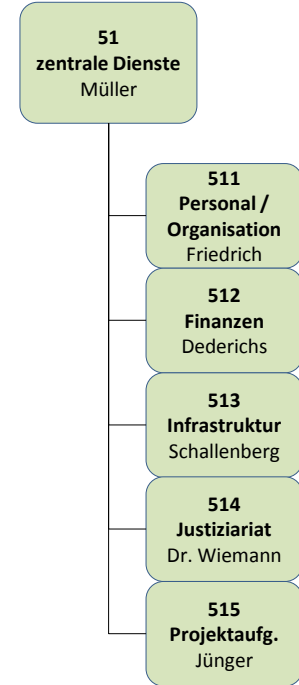 51
zentrale Dienste
Müller
511
Personal /
Organisation
Friedrich
512
Finanzen
Dederichs
513
Infrastruktur
Schallenberg
514
Justiziariat
Dr. Wiemann
515
Projektaufg.
Jünger